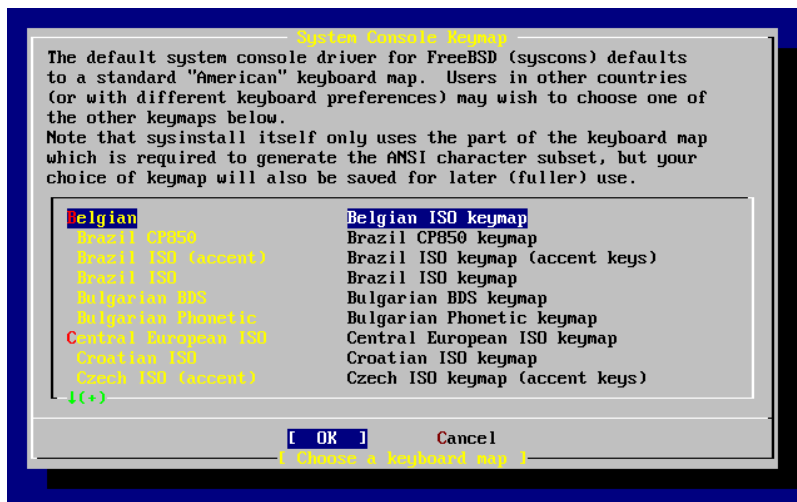 System Console Keymap
The default system console driver for FreeBSD (syscons) defaults
to a standard "American" keyboard map.  Users in other countries
(or with different keyboard preferences) may wish to choose one of
the other keymaps below.
Note that sysinstall itself only uses the part of the keyboard map
which is required to generate the ANSI character subset, but your
choice of keymap will also be saved for later (fuller) use.
Belgian Belgian ISO keymap
Brazil CP850 Brazil CP850 keymap
Brazil ISO (accent) Brazil ISO keymap (accent keys)
Brazil ISO Brazil ISO keymap
Bulgarian BDS Bulgarian BDS keymap
Bulgarian Phonetic Bulgarian Phonetic keymap
Central European ISO Central European ISO keymap
Croatian ISO Croatian ISO keymap
Czech ISO (accent) Czech ISO keymap (accent keys)
↓(+)
[ OK ] Cancel
[ Choose a keyboard map ]